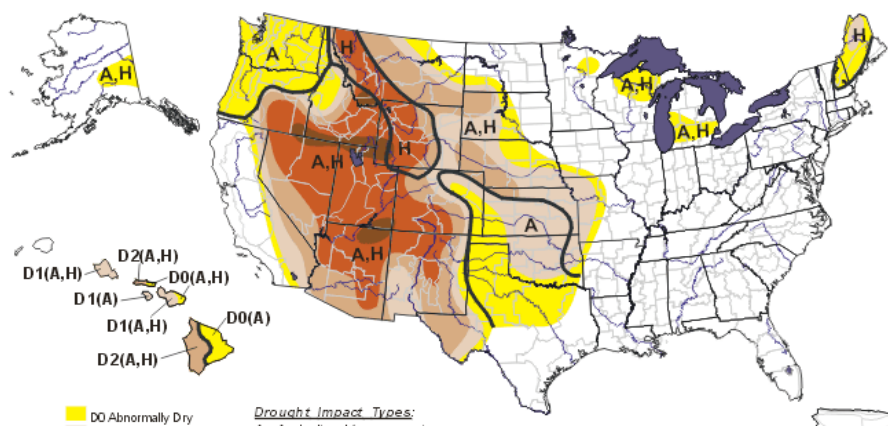 H
A
H
A,H
A,H
A,H
A,H
H
A,H
A
A,H
D2(A,H)
D1(A,H)
D0(A,H)
D1(A)
D1(A,H)
D0(A)
D2(A,H)
D0 Abnormally Dry
Drought Impact Types: